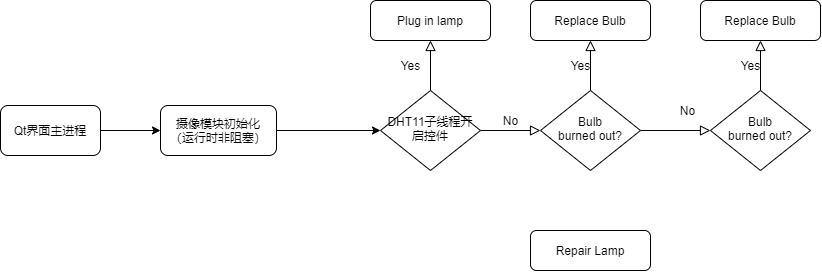 Plug in lamp
Replace Bulb
Replace Bulb
Yes
Yes
Yes
Qt界面主进程
摄像模块初始化
（运行时非阻塞）
DHT11子线程开
启控件
No
Bulb
burned out?
No
Bulb
burned out?
Repair Lamp